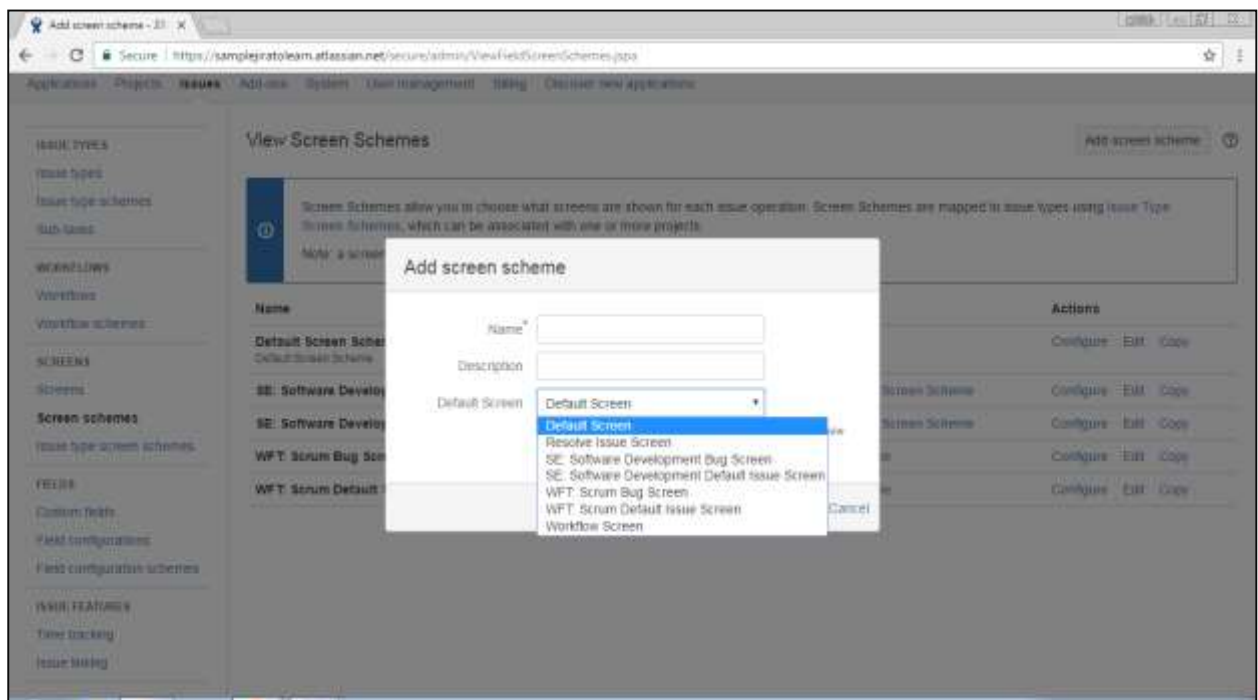 Add screen scheme - JI
Secure https://samplejiratolearn.atlassian.net/secure/admin/ViewFieldScreenSchemes.jspa
Applications Projects Issues Add-ons System User management Billing Discover new applications
ISSUE TYPES
Issue types
Issue type schemes
Sub-tasks
WORKFLOWS
Workflows
Workflow schemes
SCREENS
Screens
Screen schemes
Issue type screen schemes
FIELDS
Custom fields
Field configurations
Field configuration schemes
ISSUE FEATURES
Time tracking
Issue linking
View Screen Schemes
Add screen scheme
Screen Schemes allow you to choose what screens are shown for each issue operation. Screen Schemes are mapped to issue types using Issue Type
Screen Schemes, which can be associated with one or more projects.
Note: a screen
Name Actions
Default Screen Schem
Default Screen Scheme
Configure Edit Copy
SE: Software Develop Screen Scheme Configure Edit Copy
SE: Software Develop Screen Scheme Configure Edit Copy
WFT: Scrum Bug Scr Configure Edit Copy
WFT: Scrum Default Configure Edit Copy
Add screen scheme
Name*
Description
Default Screen Default Screen
Default Screen
Resolve Issue Screen
SE: Software Development Bug Screen
SE: Software Development Default Issue Screen
WFT: Scrum Bug Screen
WFT: Scrum Default Issue Screen
Workflow Screen
Cancel